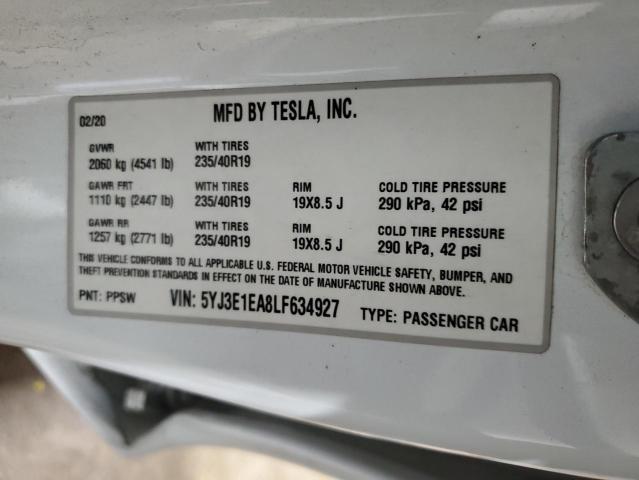 MFD BY TESLA, INC.
02/20
GVWR WITH TIRES
2060 kg (4541 lb) 235/40R19
GAWR FRT WITH TIRES RIM COLD TIRE PRESSURE
1110 kg (2447 lb) 235/40R19 19X8.5 J 290 kPa, 42 psi
GAWR RR WITH TIRES RIM COLD TIRE PRESSURE
1257 kg (2771 lb) 235/40R19 19X8.5 J 290 kPa, 42 psi
THIS VEHICLE CONFORMS TO ALL APPLICABLE U.S. FEDERAL MOTOR VEHICLE SAFETY, BUMPER, AND
THEFT PREVENTION STANDARDS IN EFFECT ON THE DATE OF MANUFACTURE SHOWN ABOVE.
PNT: PPSW VIN: 5YJ3E1EA8LF634927 TYPE: PASSENGER CAR